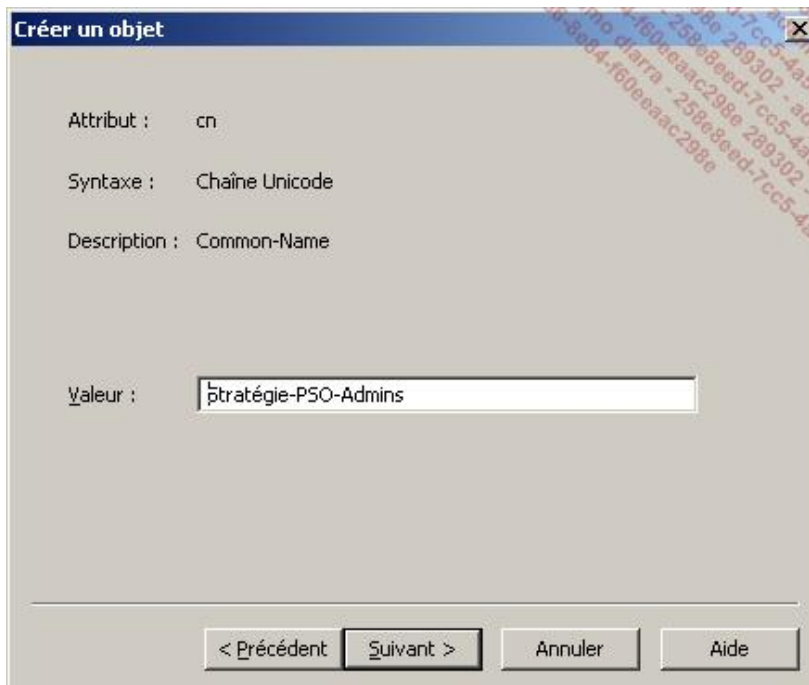 Créer un objet
Attribut : cn
Syntaxe : Chaîne Unicode
Description : Common-Name
Valeur : Stratégie-PSO-Admins
< Précédent Suivant > Annuler Aide